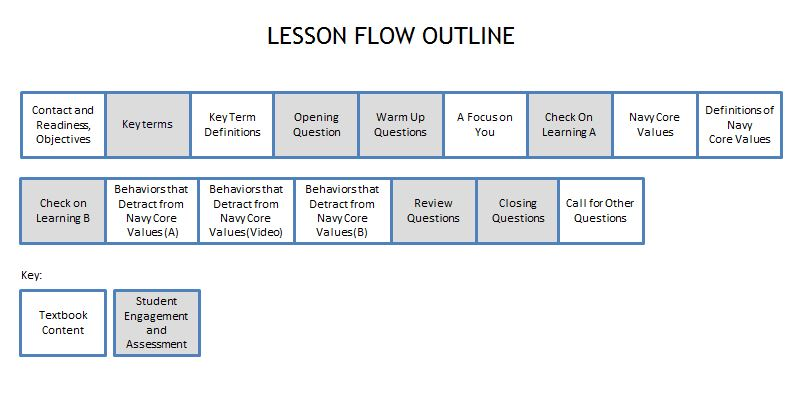 LESSON FLOW OUTLINE
Contact and
Readiness,
Objectives
Key terms
Key Term
Definitions
Opening
Question
Warm Up
Questions
A Focus on
You
Check On
Learning A
Navy Core
Values
Definitions of
Navy
Core Values
Check on
Learning B
Behaviors that
Detract from
Navy Core
Values (A)
Behaviors that
Detract from
Navy Core
Values (Video)
Behaviors that
Detract from
Navy Core
Values (B)
Review
Questions
Closing
Questions
Call for Other
Questions
Key:
Textbook
Content
Student
Engagement
and
Assessment